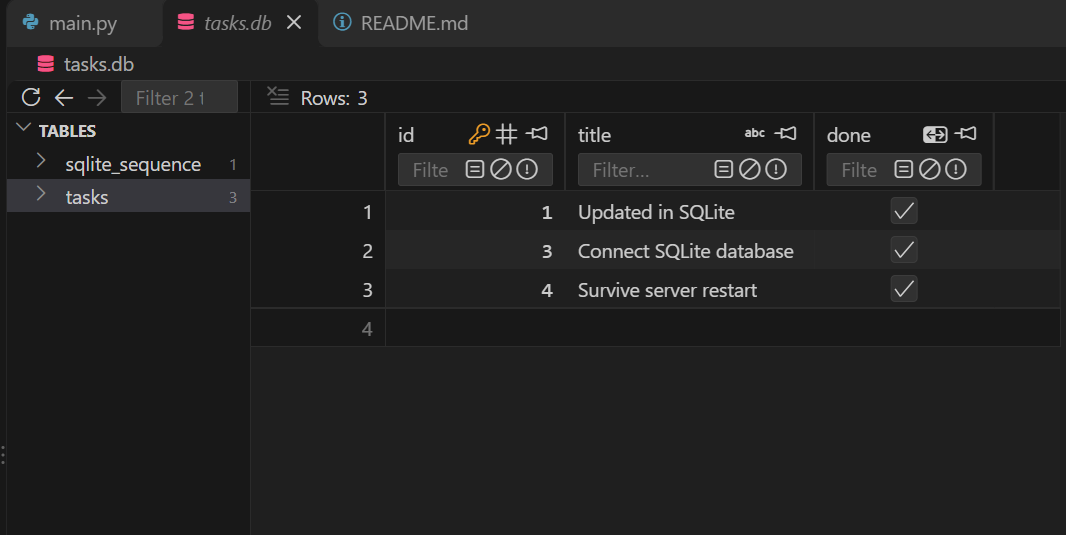 main.py tasks.db README.md
tasks.db
Filter 2 t Rows: 3
TABLES
sqlite_sequence 1
tasks 3
id title abc done
Filte Filter... Filte
1 1 Updated in SQLite
2 3 Connect SQLite database
3 4 Survive server restart
4